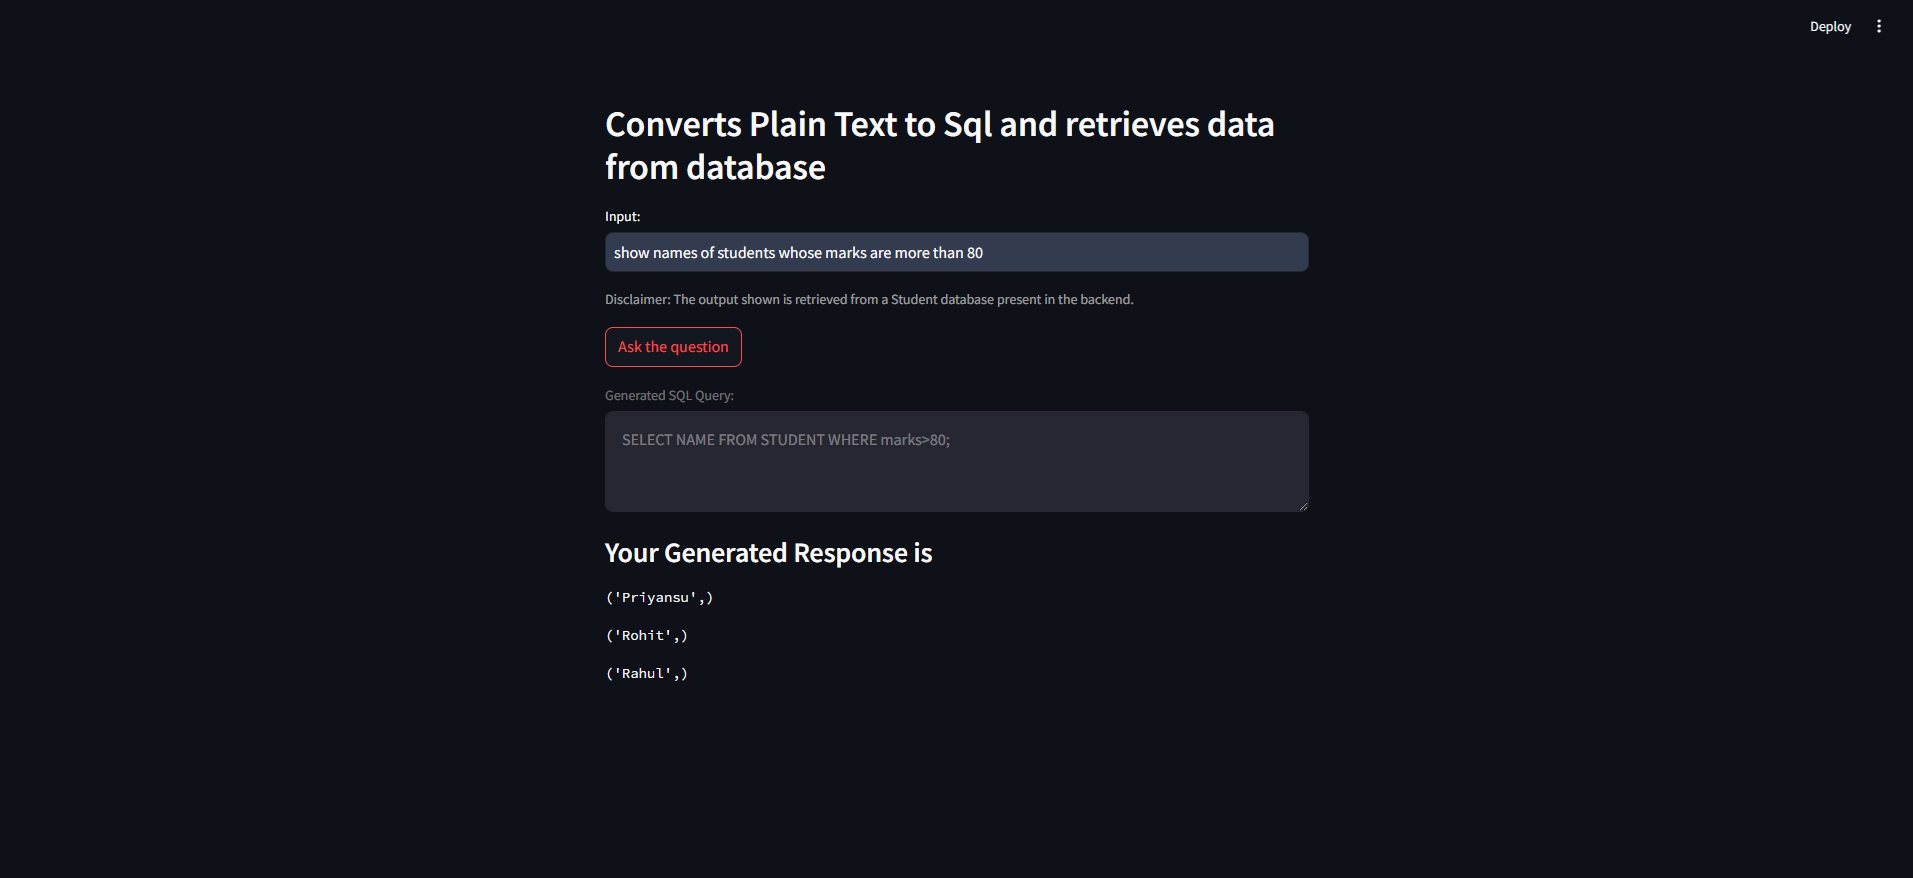 Deploy
Converts Plain Text to Sql and retrieves data
from database
Input:
show names of students whose marks are more than 80
Disclaimer: The output shown is retrieved from a Student database present in the backend.
Ask the question
Generated SQL Query:
SELECT NAME FROM STUDENT WHERE marks>80;
Your Generated Response is
('Priyansu',)
('Rohit',)
('Rahul',)